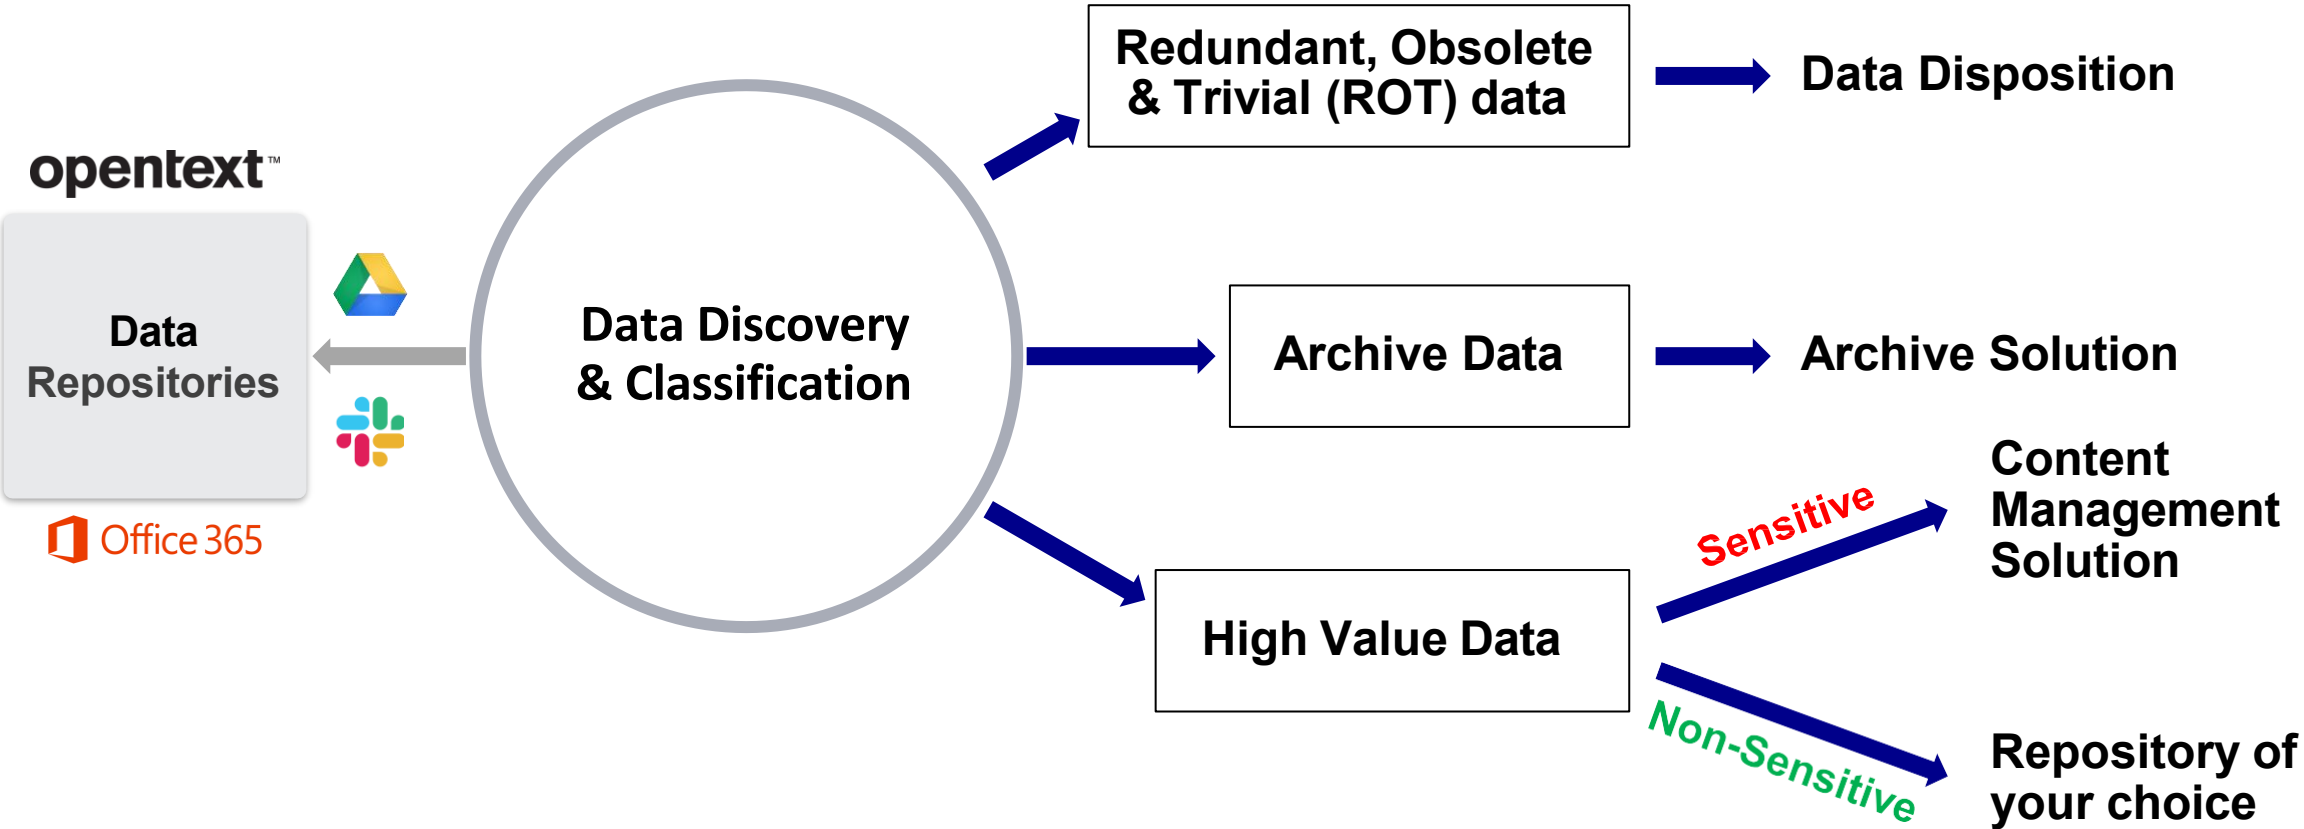 opentext™
Data
Repositories
Office 365
Data Discovery
& Classification
Redundant, Obsolete
& Trivial (ROT) data
Data Disposition
Archive Data
Archive Solution
High Value Data
Sensitive
Content
Management
Solution
Non-Sensitive
Repository of
your choice